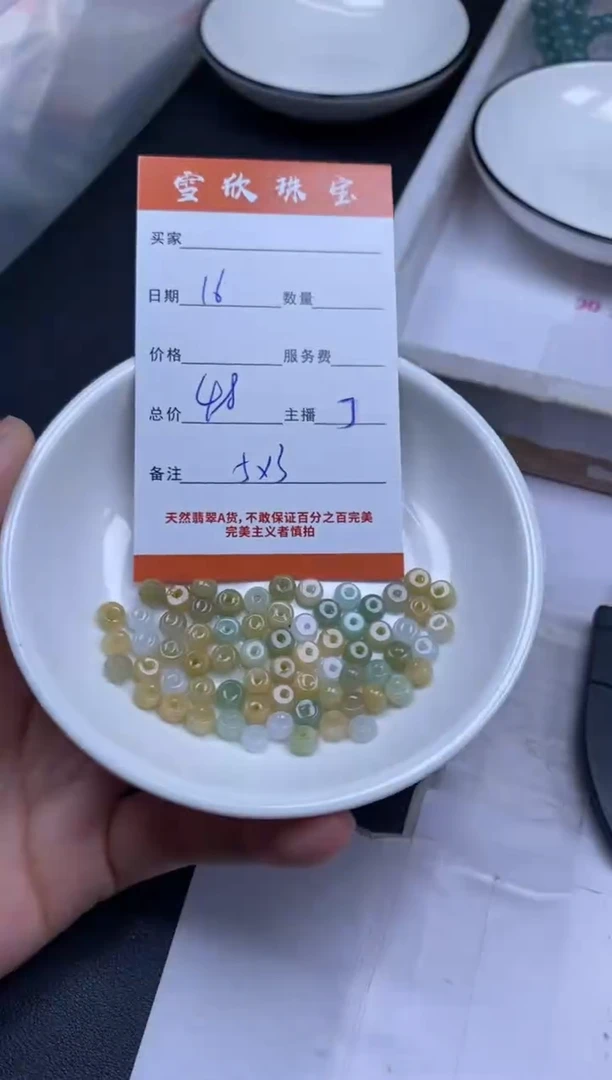 雪欣珠宝
买家
日期 16 数量
价格 服务费
总价 48 主播
备注 5x3
天然翡翠A货,不敢保证百分之百完美
完美主义者慎拍